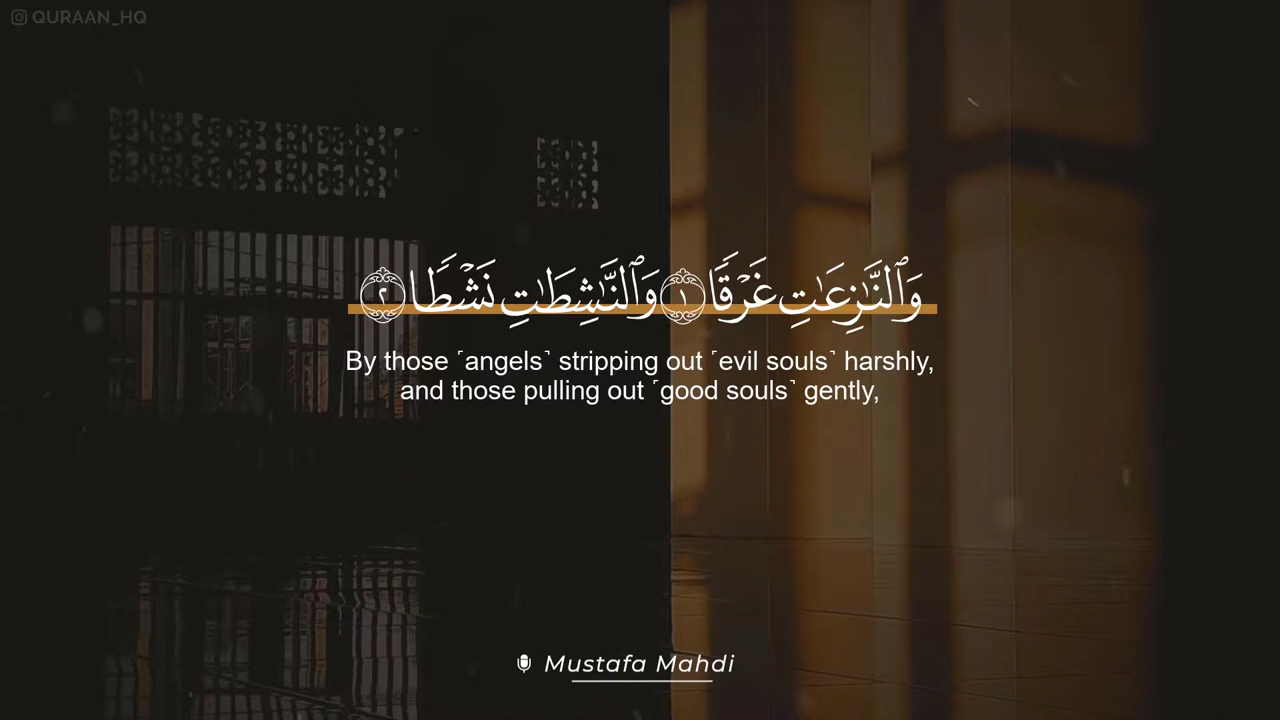 QURAAN_HQ
وَٱلنَّـٰزِعَـٰتِ غَرْقًا ١ وَٱلنَّـٰشِطَـٰتِ نَشْطًا ٢
By those ˹angels˺ stripping out ˹evil souls˺ harshly,
and those pulling out ˹good souls˺ gently,
Mustafa Mahdi